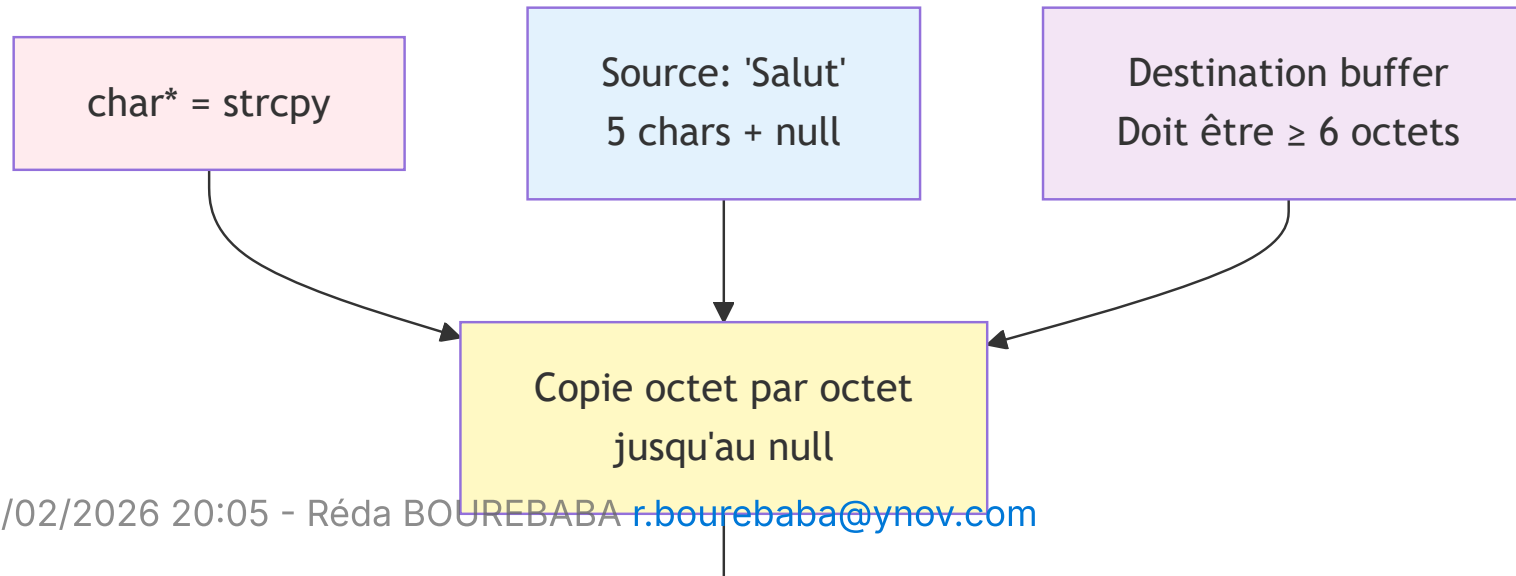 char* = strcpy
Source: 'Salut'
5 chars + null
Destination buffer
Doit être ≥ 6 octets
Copie octet par octet
jusqu'au null
/02/2026 20:05 - Réda BOUREBABA r.bourebaba@ynov.com